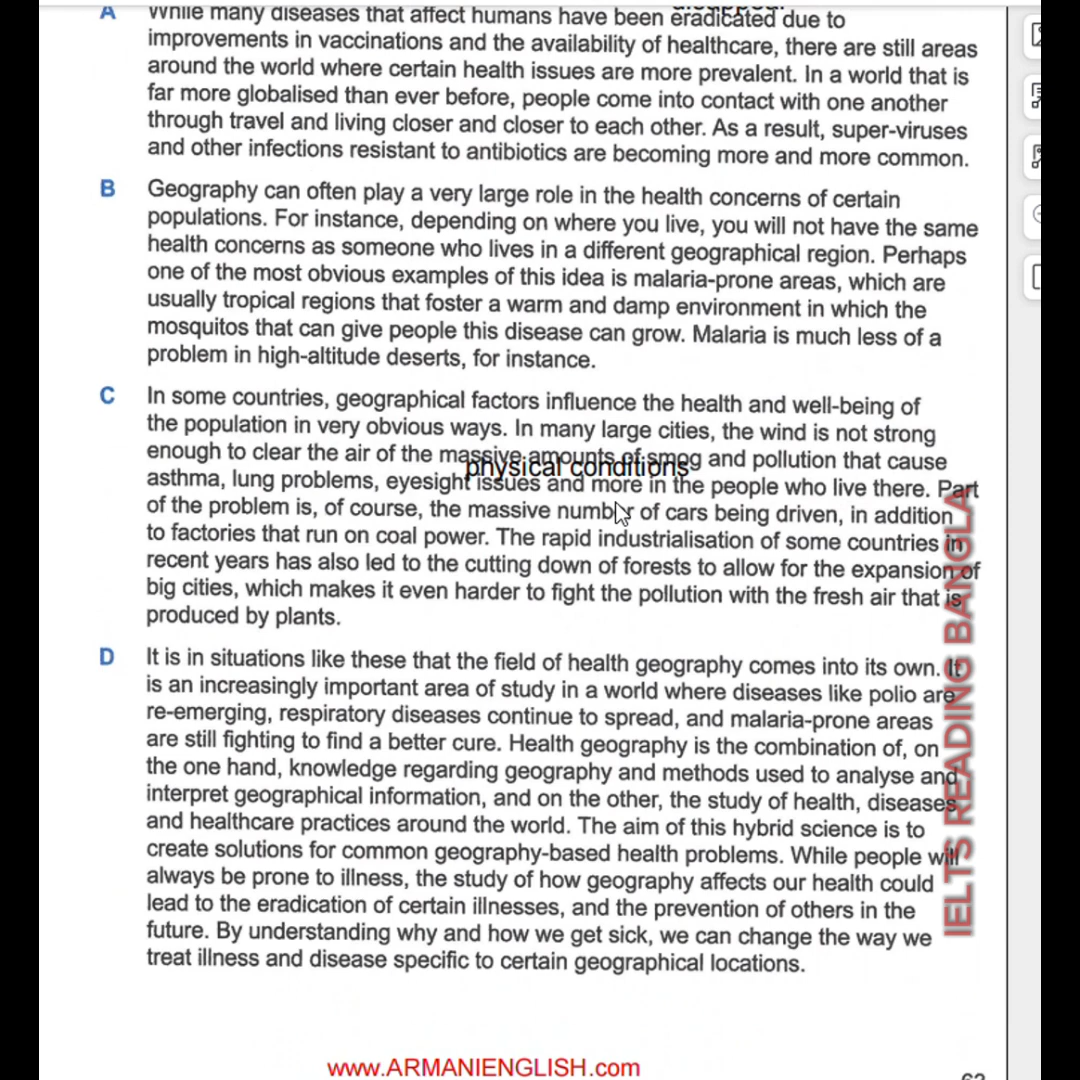 disappear
A While many diseases that affect humans have been eradicated due to
improvements in vaccinations and the availability of healthcare, there are still areas
around the world where certain health issues are more prevalent. In a world that is
far more globalised than ever before, people come into contact with one another
through travel and living closer and closer to each other. As a result, super-viruses
and other infections resistant to antibiotics are becoming more and more common.
B Geography can often play a very large role in the health concerns of certain
populations. For instance, depending on where you live, you will not have the same
health concerns as someone who lives in a different geographical region. Perhaps
one of the most obvious examples of this idea is malaria-prone areas, which are
usually tropical regions that foster a warm and damp environment in which the
mosquitos that can give people this disease can grow. Malaria is much less of a
problem in high-altitude deserts, for instance.
C In some countries, geographical factors influence the health and well-being of
the population in very obvious ways. In many large cities, the wind is not strong
enough to clear the air of the massive amounts of smog and pollution that cause
physical conditions
asthma, lung problems, eyesight issues and more in the people who live there. Part
of the problem is, of course, the massive number of cars being driven, in addition
to factories that run on coal power. The rapid industrialisation of some countries in
recent years has also led to the cutting down of forests to allow for the expansion of
big cities, which makes it even harder to fight the pollution with the fresh air that is
produced by plants.
D It is in situations like these that the field of health geography comes into its own. It
is an increasingly important area of study in a world where diseases like polio are
re-emerging, respiratory diseases continue to spread, and malaria-prone areas
are still fighting to find a better cure. Health geography is the combination of, on
the one hand, knowledge regarding geography and methods used to analyse and
interpret geographical information, and on the other, the study of health, diseases
and healthcare practices around the world. The aim of this hybrid science is to
create solutions for common geography-based health problems. While people will
always be prone to illness, the study of how geography affects our health could
lead to the eradication of certain illnesses, and the prevention of others in the
future. By understanding why and how we get sick, we can change the way we
treat illness and disease specific to certain geographical locations.
IELTS READING BANGLA
www.ARMANIENGLISH.com